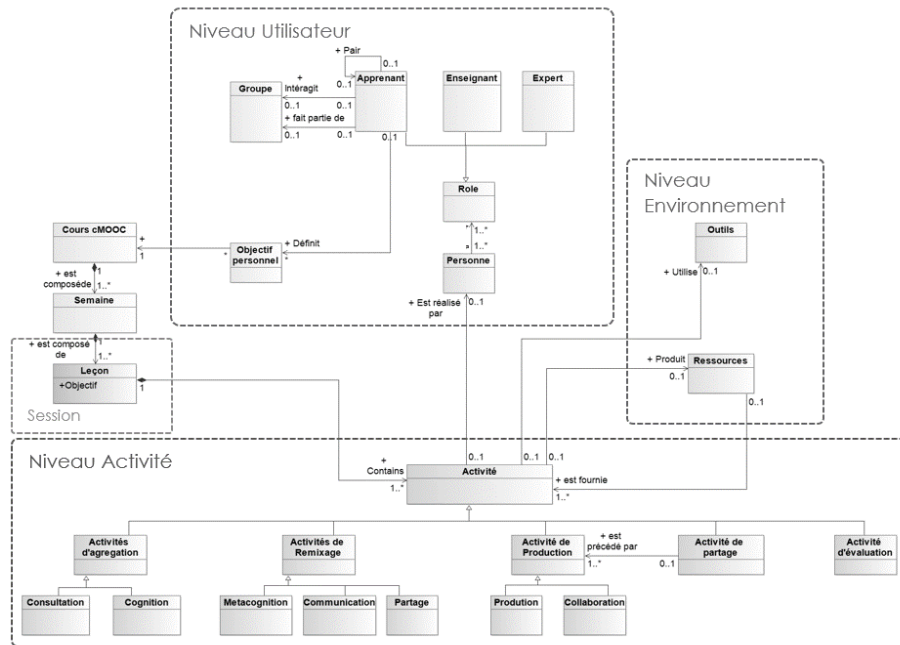 Niveau Utilisateur
+ Pair
0..1
0..1
Apprenant
Enseignant
Expert
Groupe
+
Intéragit
0..1
0..1
+ fait partie de
0..1
0..1
0..1
Niveau
Environnement
Role
*
1..*
*
1..*
Personne
Outils
+ Utilise
0..1
Cours cMOOC
+
1
*
Objectif
personnel
+ Définit
*
+ est
composéde
1
1..*
Semaine
+ Est réalisé
par
0..1
+ est composé
de
1
1..*
Leçon
+Objectif
1
Session
+ Produit
0..1
Ressources
0..1
Niveau Activité
+
Contains
1..*
0..1
0..1
0..1
Activité
+ est fournie
1..*
Activités
d'agregation
Activités de
Remixage
Activité de
Production
+ est
précédé par
1..*
0..1
Activité de
partage
Activité
d'évaluation
Consultation
Cognition
Metacognition
Communication
Partage
Prodution
Collaboration